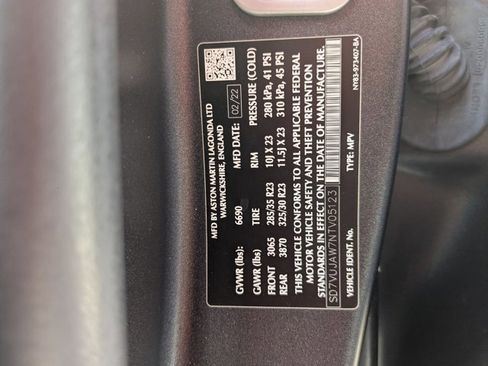 MFD BY ASTON MARTIN LAGONDA LTD
WARWICKSHIRE, ENGLAND
MFD DATE: 02/22
GVWR (lbs) 6690
GAWR (lbs) TIRE RIM PRESSURE (COLD)
FRONT 3065 285/35 R23 10J X 23 280 kPa, 41 PSI
REAR 3870 325/30 R23 11.5J X 23 310 kPa, 45 PSI
THIS VEHICLE CONFORMS TO ALL APPLICABLE FEDERAL
MOTOR VEHICLE SAFETY AND THEFT PREVENTION
STANDARDS IN EFFECT ON THE DATE OF MANUFACTURE.
SD7VUJAW7NTV05123
VEHICLE IDENT. No. TYPE: MPV
NY83-973407-BA